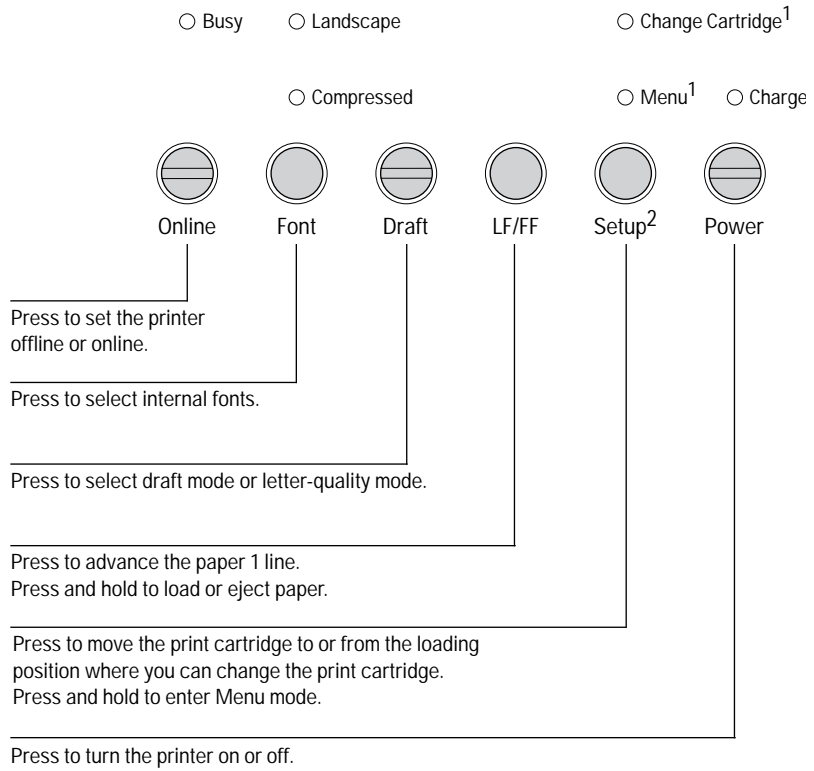 Busy Landscape Change Cartridge1
Compressed Menu1 Charge
Online Font Draft LF/FF Setup2 Power
Press to set the printer
offline or online.
Press to select internal fonts.
Press to select draft mode or letter-quality mode.
Press to advance the paper 1 line.
Press and hold to load or eject paper.
Press to move the print cartridge to or from the loading
position where you can change the print cartridge.
Press and hold to enter Menu mode.
Press to turn the printer on or off.